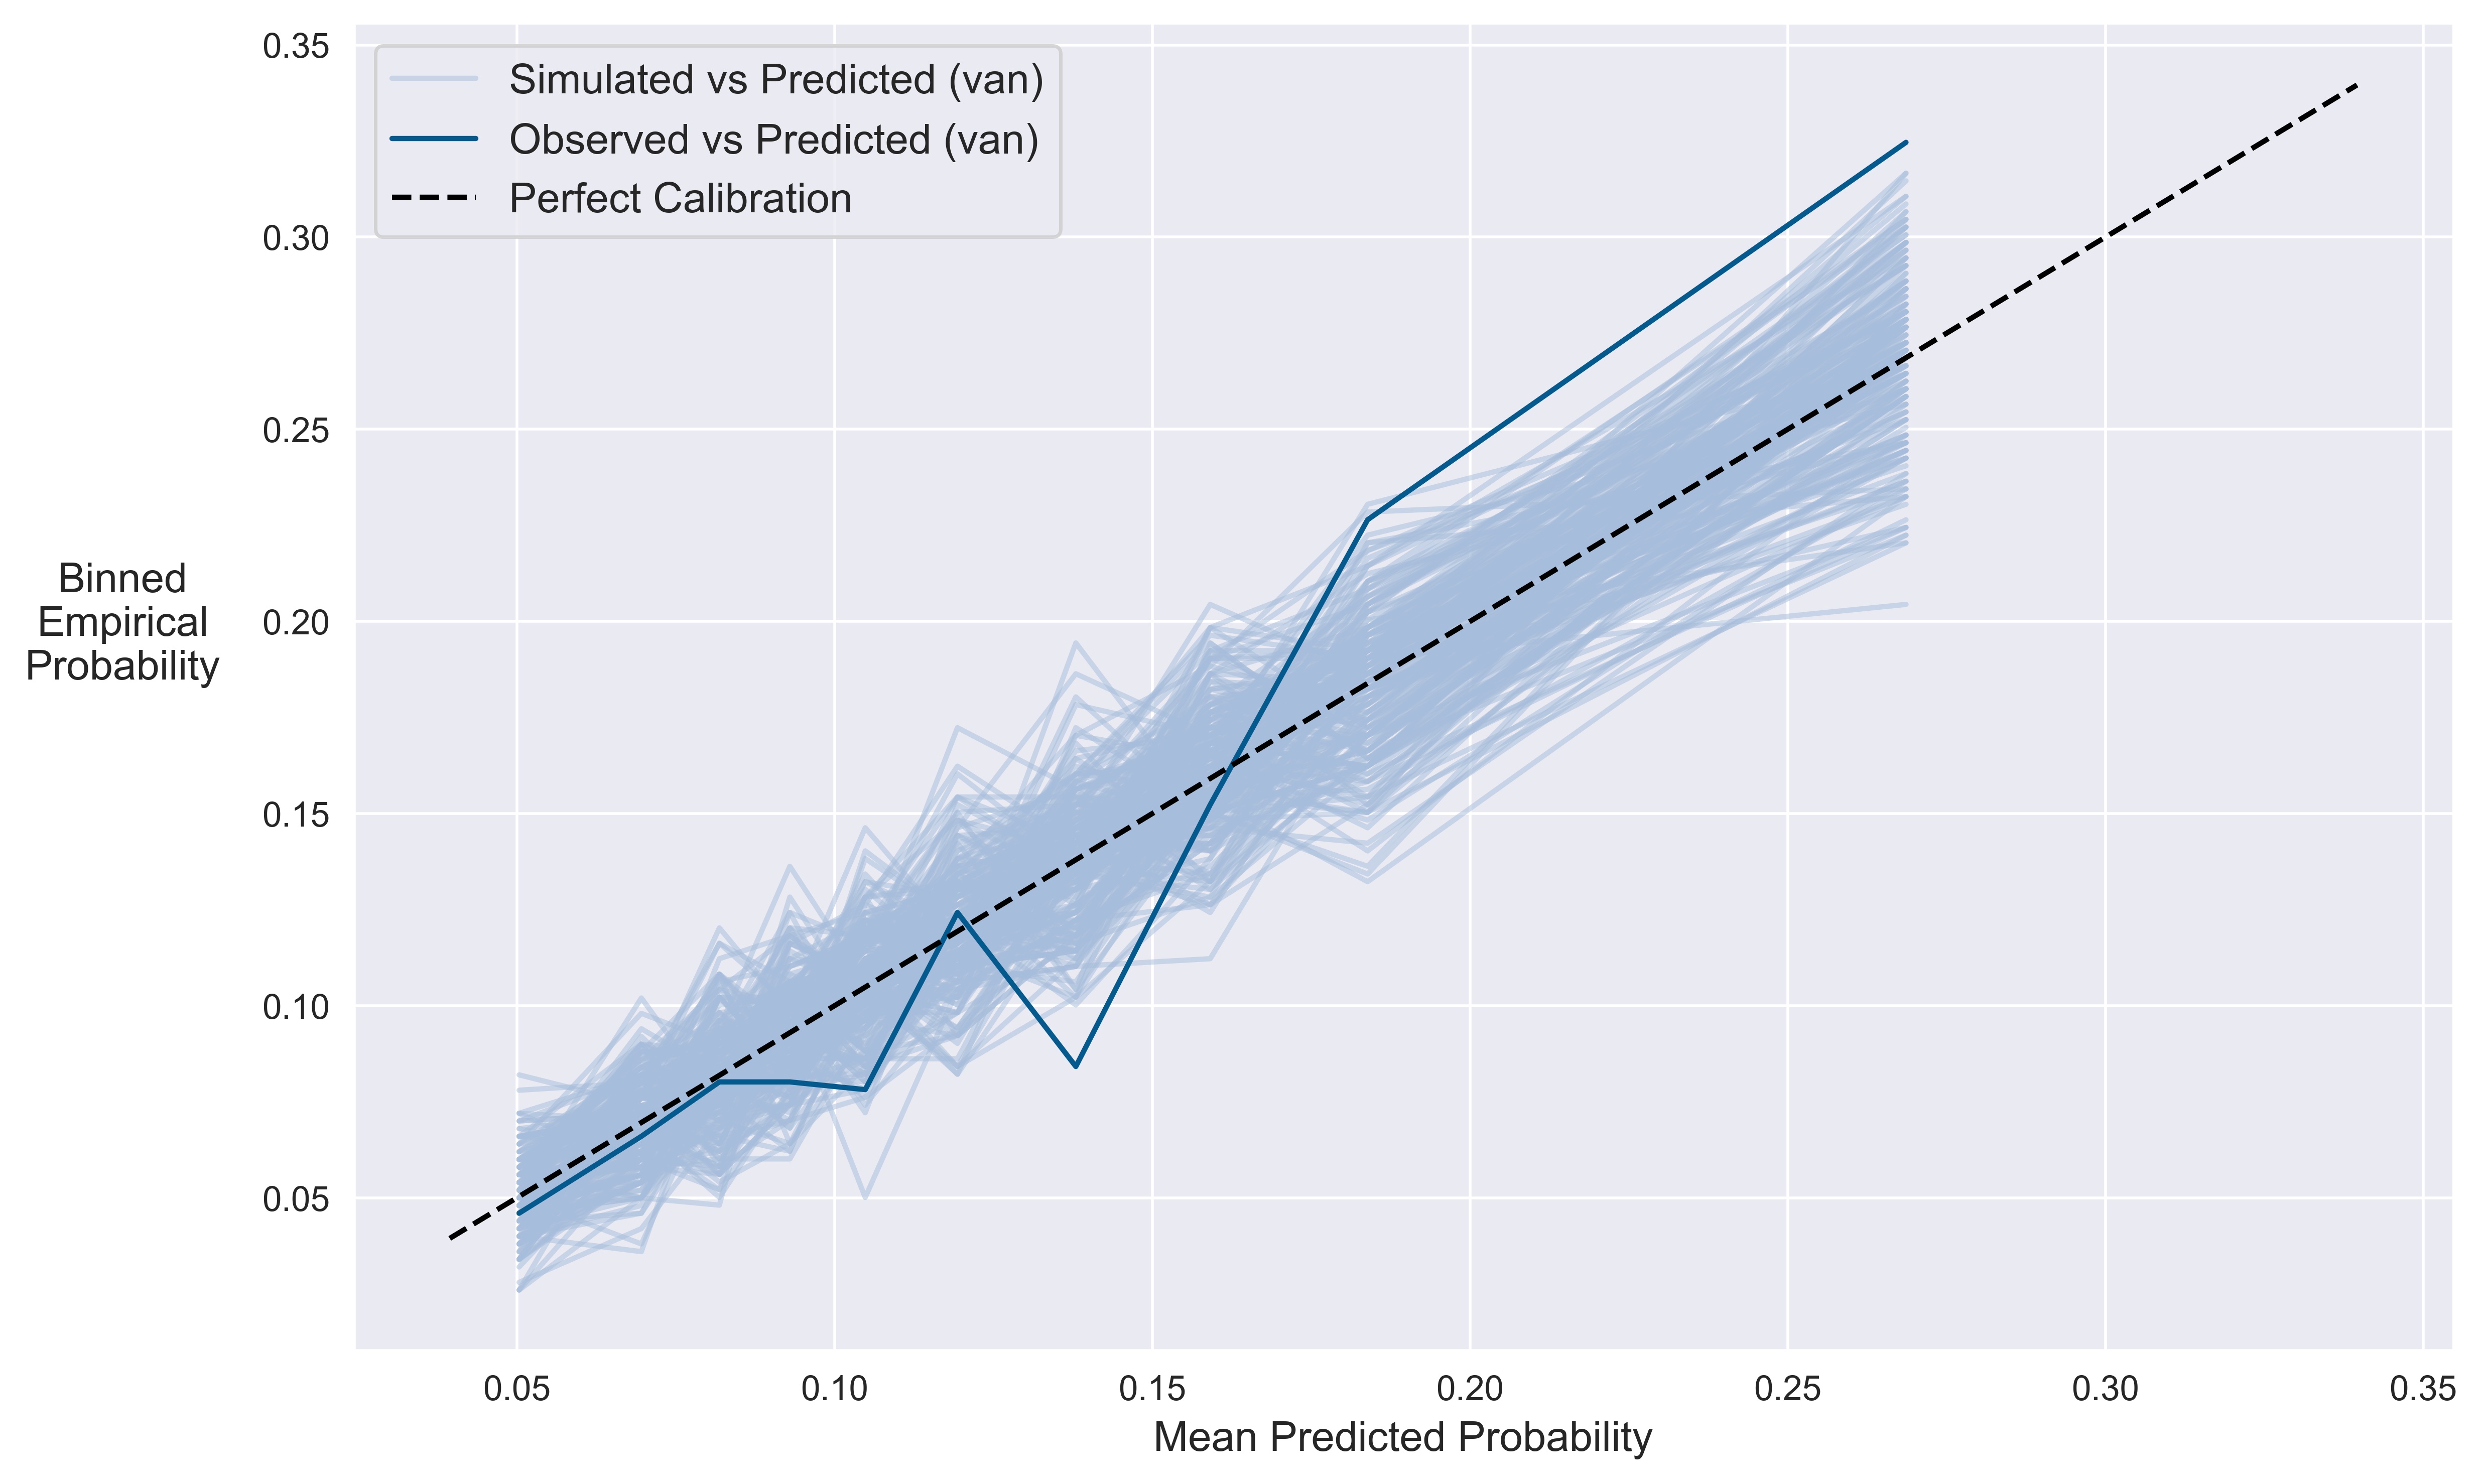 Simulated vs Predicted (van)
Observed vs Predicted (van)
Perfect Calibration
0.35
0.30
0.25
0.20
0.15
0.10
0.05
Binned
Empirical
Probability
0.05 0.10 0.15 0.20 0.25 0.30 0.35
Mean Predicted Probability